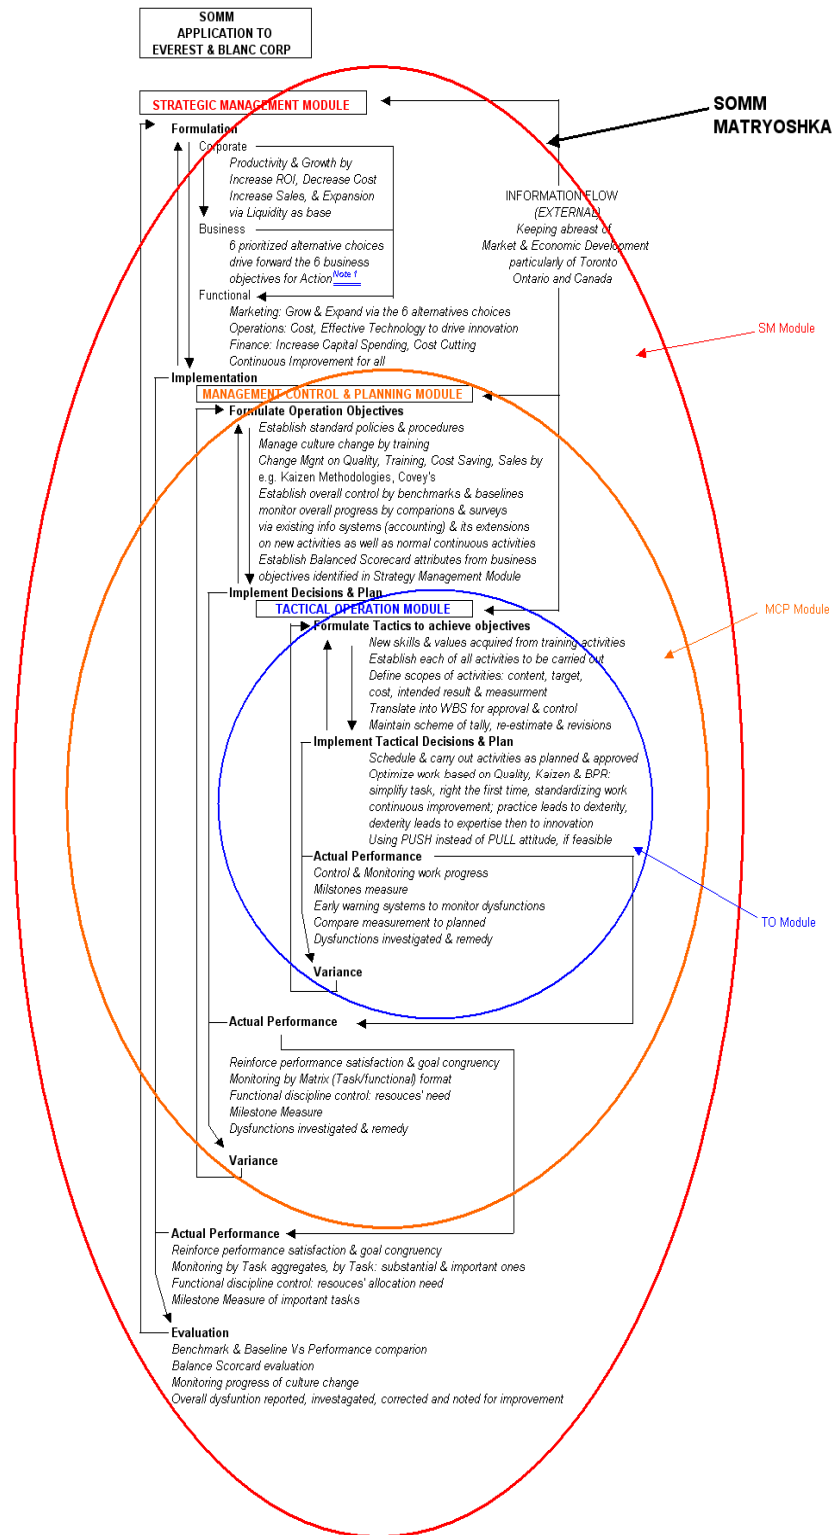 SOMM
APPLICATION TO
EVEREST & BLANC CORP
STRATEGIC MANAGEMENT MODULE
SOMM
MATRYOSHKA
Formulation
Corporate
Productivity & Growth by
Increase ROI, Decrease Cost
Increase Sales, & Expansion
via Liquidity as base
INFORMATION FLOW
(EXTERNAL)
Keeping abreast of
Market & Economic Development
particularly of Toronto
Ontario and Canada
Business
6 prioritized alternative choices
drive forward the 6 business
objectives for Action Note 1
Functional
Marketing: Grow & Expand via the 6 alternatives choices
Operations: Cost, Effective Technology to drive innovation
Finance: Increase Capital Spending, Cost Cutting
Continuous Improvement for all
SM Module
Implementation
MANAGEMENT CONTROL & PLANNING MODULE
Formulate Operation Objectives
Establish standard policies & procedures
Manage culture change by training
Change Mgnt on Quality, Training, Cost Saving, Sales by
e.g. Kaizen Methodologies, Covey's
Establish overall control by benchmarks & baselines
monitor overall progress by comparions & surveys
via existing info systems (accounting) & its extensions
on new activities as well as normal continuous activities
Establish Balanced Scorecard attributes from business
objectives identified in Strategy Management Module
Implement Decisions & Plan
TACTICAL OPERATION MODULE
MCP Module
Formulate Tactics to achieve objectives
New skills & values acquired from training activities
Establish each of all activities to be carried out
Define scopes of activities: content, target,
cost, intended result & measurment
Translate into WBS for approval & control
Maintain scheme of tally, re-estimate & revisions
Implement Tactical Decisions & Plan
Schedule & carry out activities as planned & approved
Optimize work based on Quality, Kaizen & BPR:
simplify task, right the first time, standardizing work
continuous improvement; practice leads to dexterity,
dexterity leads to expertise then to innovation
Using PUSH instead of PULL attitude, if feasible
Actual Performance
Control & Monitoring work progress
Milstones measure
Early warning systems to monitor dysfunctions
Compare measurement to planned
Dysfunctions investigated & remedy
TO Module
Variance
Actual Performance
Reinforce performance satisfaction & goal congruency
Monitoring by Matrix (Task/functional) format
Functional discipline control: resouces' need
Milestone Measure
Dysfunctions investigated & remedy
Variance
Actual Performance
Reinforce performance satisfaction & goal congruency
Monitoring by Task aggregates, by Task: substantial & important ones
Functional discipline control: resouces' allocation need
Milestone Measure of important tasks
Evaluation
Benchmark & Baseline Vs Performance comparion
Balance Scorcard evaluation
Monitoring progress of culture change
Overall dysfuntion reported, investagated, corrected and noted for improvement